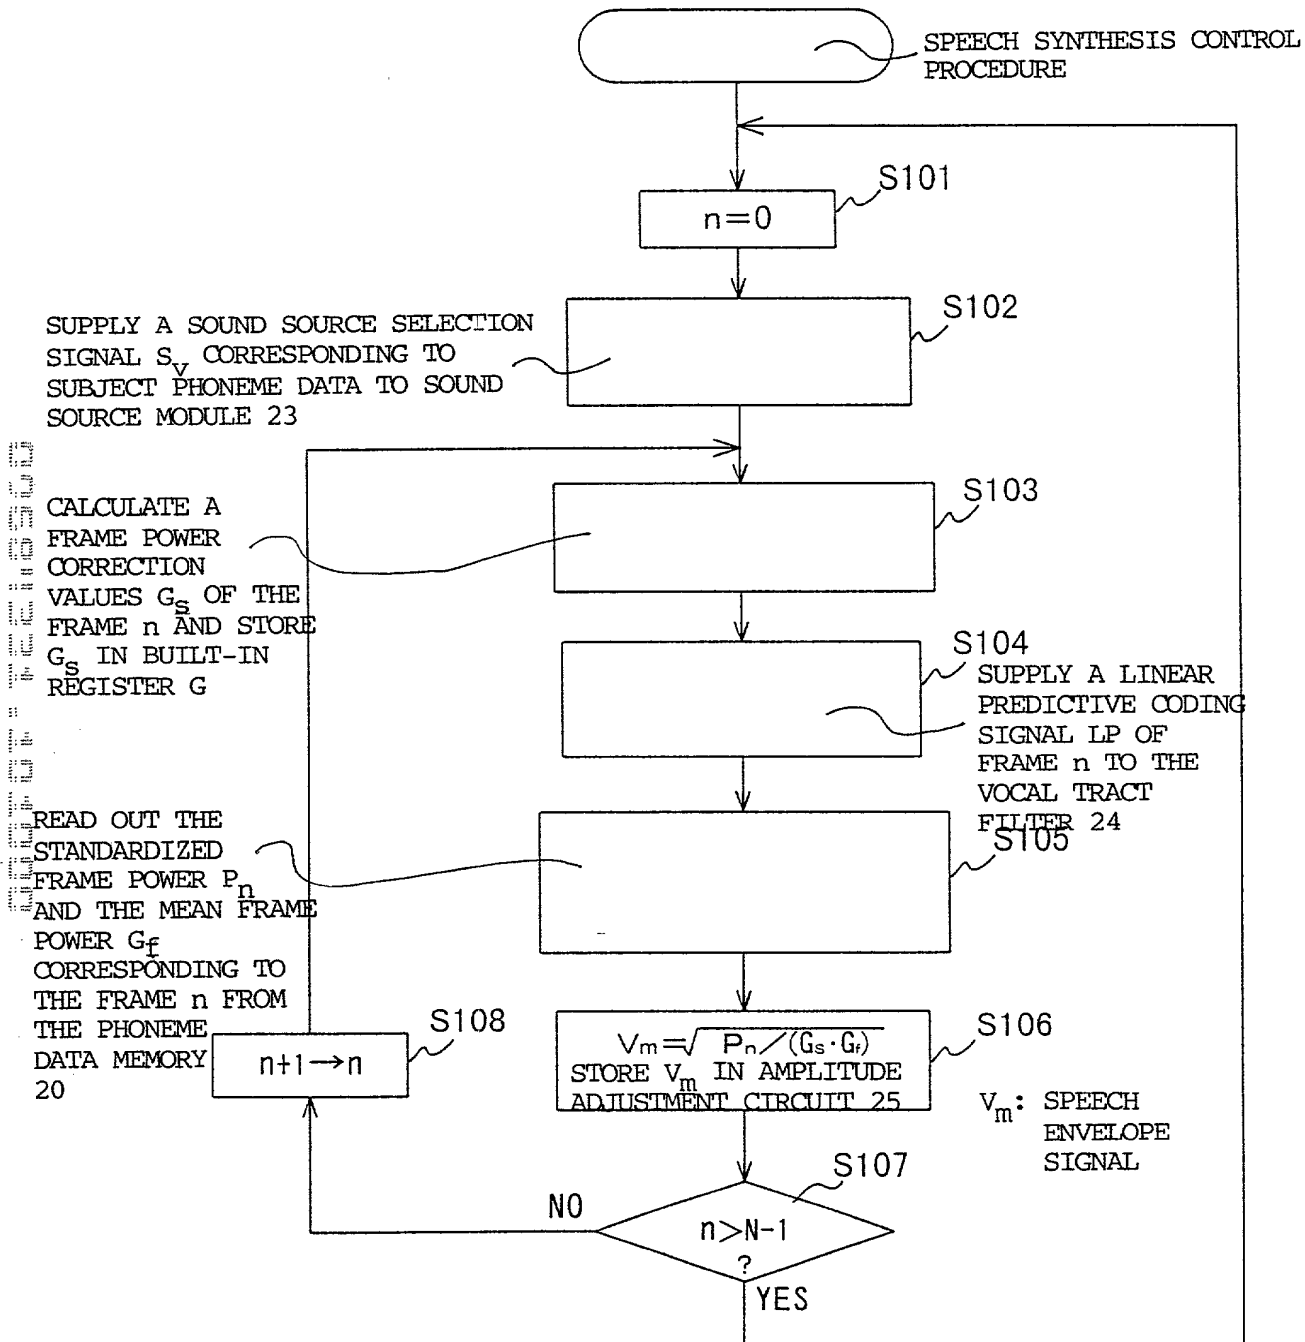 SPEECH SYNTHESIS CONTROL
PROCEDURE
S101
n=0
S102
SUPPLY A SOUND SOURCE SELECTION
SIGNAL Sv CORRESPONDING TO
SUBJECT PHONEME DATA TO SOUND
SOURCE MODULE 23
S103
CALCULATE A
FRAME POWER
CORRECTION
VALUES Gs OF THE
FRAME n AND STORE
Gs IN BUILT-IN
REGISTER G
S104
SUPPLY A LINEAR
PREDICTIVE CODING
SIGNAL LP OF
FRAME n TO THE
VOCAL TRACT
FILTER 24
S105
READ OUT THE
STANDARDIZED
FRAME POWER Pn
AND THE MEAN FRAME
POWER Gf
CORRESPONDING TO
THE FRAME n FROM
THE PHONEME
DATA MEMORY
20
S106
Vm=√Pn/(Gs·Gf)
STORE Vm IN AMPLITUDE
ADJUSTMENT CIRCUIT 25
Vm: SPEECH
ENVELOPE
SIGNAL
S107
n>N-1
?
NO
YES
S108
n+1→n